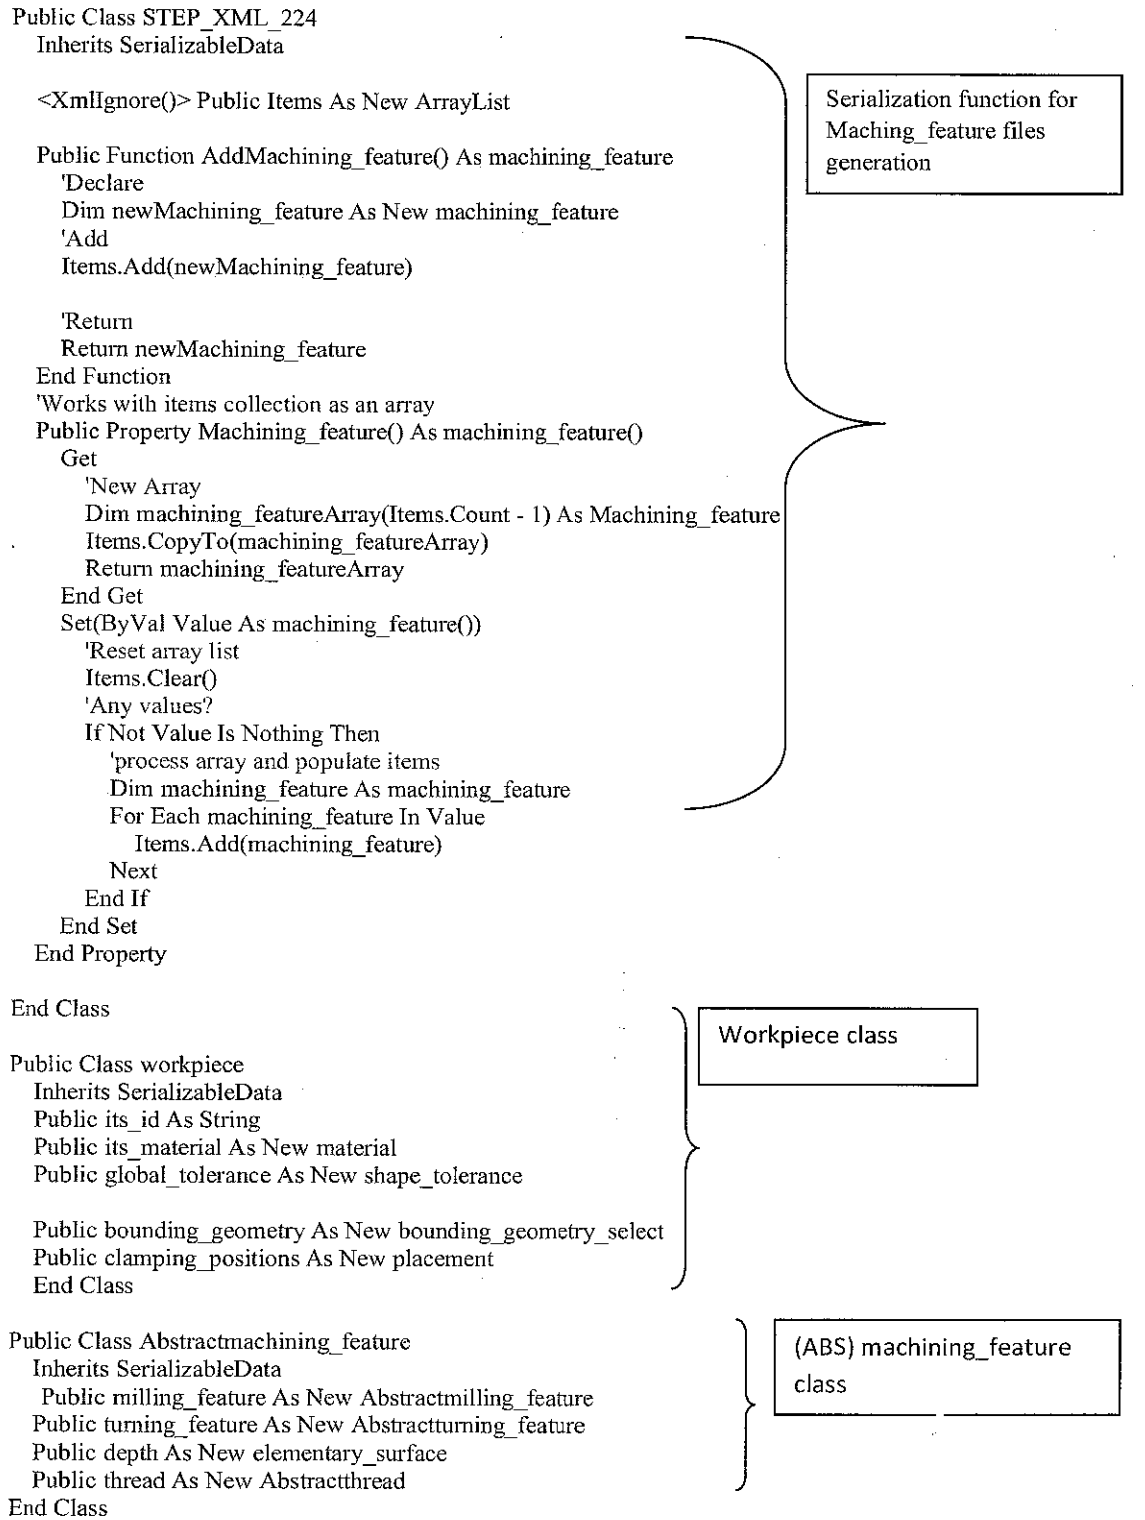 Public Class STEP_XML_224
Inherits SerializableData
<XmlIgnore()> Public Items As New ArrayList
Public Function AddMachining_feature() As machining_feature
'Declare
Dim newMachining_feature As New machining_feature
'Add
Items.Add(newMachining_feature)
'Return
Return newMachining_feature
End Function
'Works with items collection as an array
Public Property Machining_feature() As machining_feature()
Get
'New Array
Dim machining_featureArray(Items.Count - 1) As Machining_feature
Items.CopyTo(machining_featureArray)
Return machining_featureArray
End Get
Set(ByVal Value As machining_feature())
'Reset array list
Items.Clear()
'Any values?
If Not Value Is Nothing Then
'process array and populate items
Dim machining_feature As machining_feature
For Each machining_feature In Value
Items.Add(machining_feature)
Next
End If
End Set
End Property
End Class
Serialization function for
Maching_feature files
generation
Public Class workpiece
Inherits SerializableData
Public its_id As String
Public its_material As New material
Public global_tolerance As New shape_tolerance
Public bounding_geometry As New bounding_geometry_select
Public clamping_positions As New placement
End Class
Workpiece class
Public Class Abstractmachining_feature
Inherits SerializableData
Public milling_feature As New Abstractmilling_feature
Public turning_feature As New Abstractturning_feature
Public depth As New elementary_surface
Public thread As New Abstractthread
End Class
(ABS) machining_feature
class